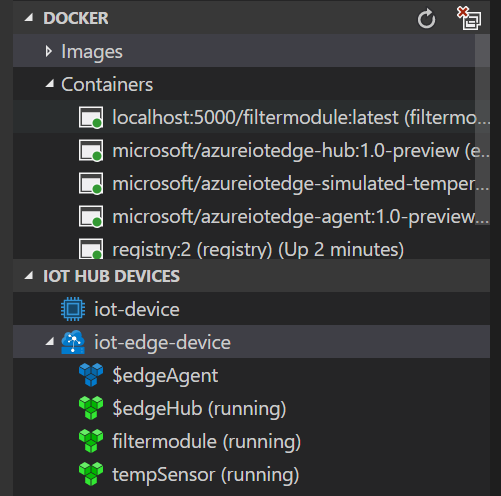 DOCKER
Images
Containers
localhost:5000/filtermodule:latest (filtermo...
microsoft/azureiotedge-hub:1.0-preview (e...
microsoft/azureiotedge-simulated-temper...
microsoft/azureiotedge-agent:1.0-preview...
registry:2 (registry) (Up 2 minutes)
IOT HUB DEVICES
iot-device
iot-edge-device
$edgeAgent
$edgeHub (running)
filtermodule (running)
tempSensor (running)